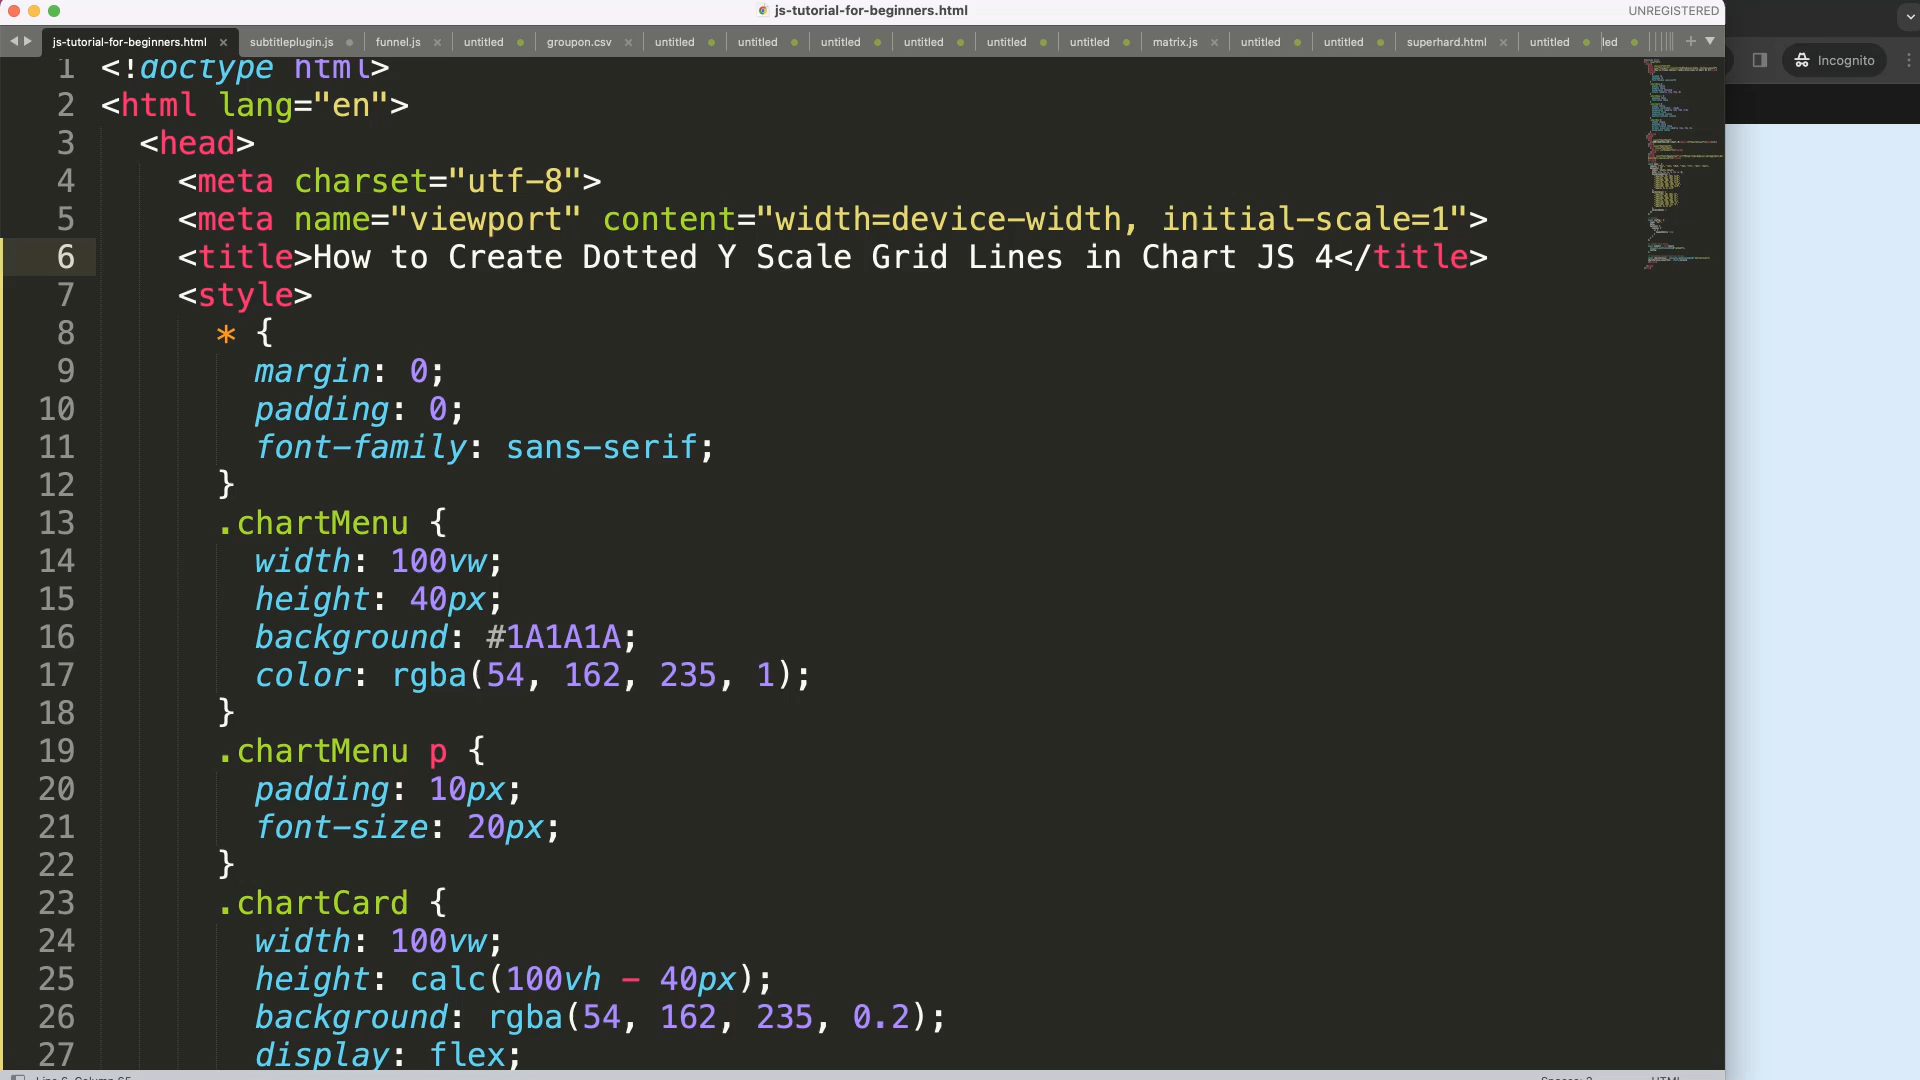 js-tutorial-for-beginners.html
UNREGISTERED
js-tutorial-for-beginners.html subtitleplugin.js funnel.js untitled groupon.csv untitled untitled untitled untitled untitled untitled matrix.js untitled untitled superhard.html untitled led
Incognito
1 <!doctype html>
2 <html lang="en">
3 <head>
4 <meta charset="utf-8">
5 <meta name="viewport" content="width=device-width, initial-scale=1">
6 <title>How to Create Dotted Y Scale Grid Lines in Chart JS 4</title>
7 <style>
8 * {
9 margin: 0;
10 padding: 0;
11 font-family: sans-serif;
12 }
13 .chartMenu {
14 width: 100vw;
15 height: 40px;
16 background: #1A1A1A;
17 color: rgba(54, 162, 235, 1);
18 }
19 .chartMenu p {
20 padding: 10px;
21 font-size: 20px;
22 }
23 .chartCard {
24 width: 100vw;
25 height: calc(100vh - 40px);
26 background: rgba(54, 162, 235, 0.2);
27 display: flex;